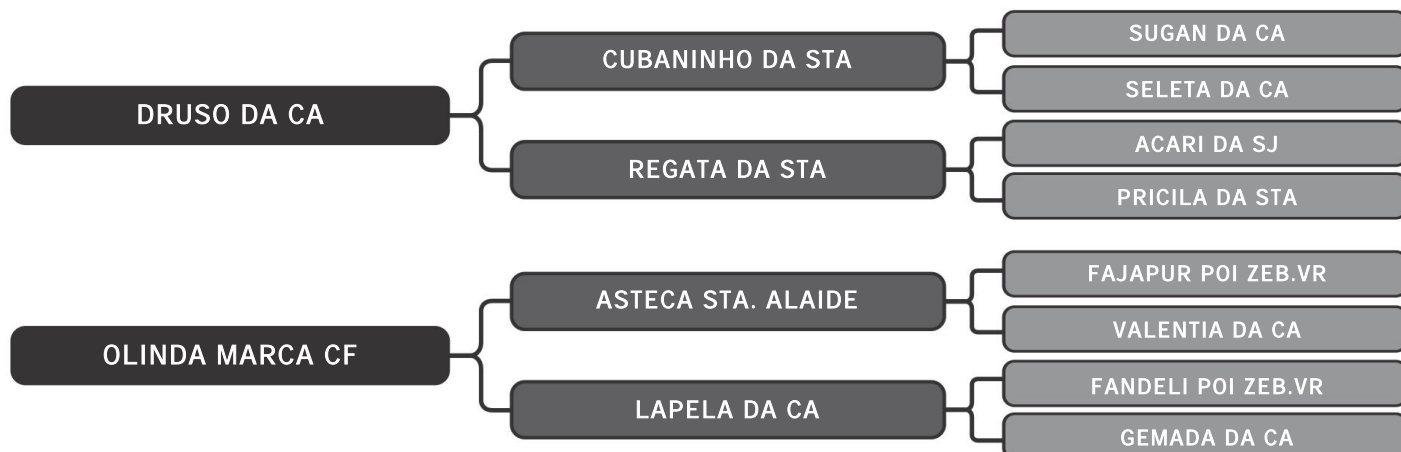 DRUSO DA CA
CUBANINHO DA STA
SUGAN DA CA
SELETA DA CA
REGATA DA STA
ACARI DA SJ
PRICILA DA STA
OLINDA MARCA CF
ASTECA STA. ALAIDE
FAJAPUR POI ZEB.VR
VALENTIA DA CA
LAPELA DA CA
FANDELI POI ZEB.VR
GEMADA DA CA